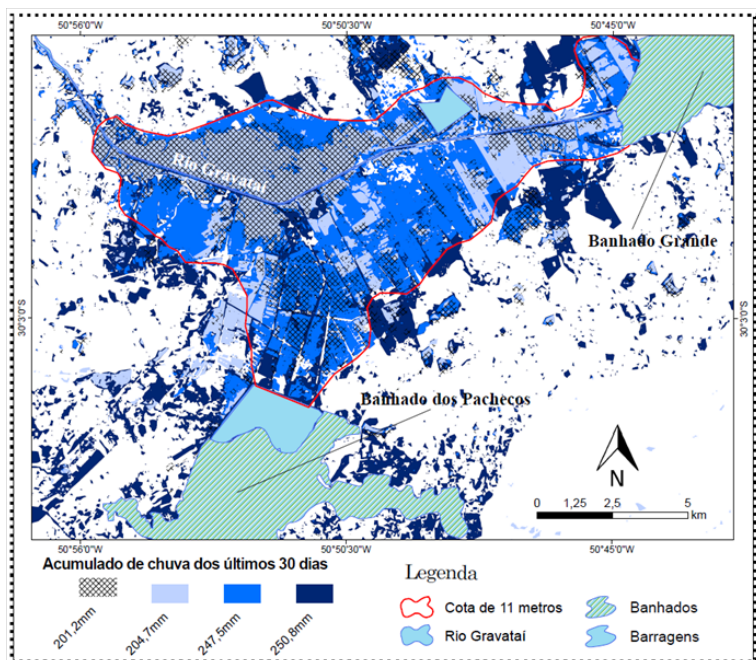 50°56'0"W
50°50'30"W
50°45'0"W
Rio Gravataí
Banhado Grande
30°3'0"S
30°3'0"S
Banhado dos Pachecos
N
0 1,25 2,5 5
km
50°56'0"W
50°50'30"W
50°45'0"W
Acumulado de chuva dos últimos 30 dias
201,2mm
204,7mm
247,5mm
250,8mm
Legenda
Cota de 11 metros
Banhados
Rio Gravataí
Barragens